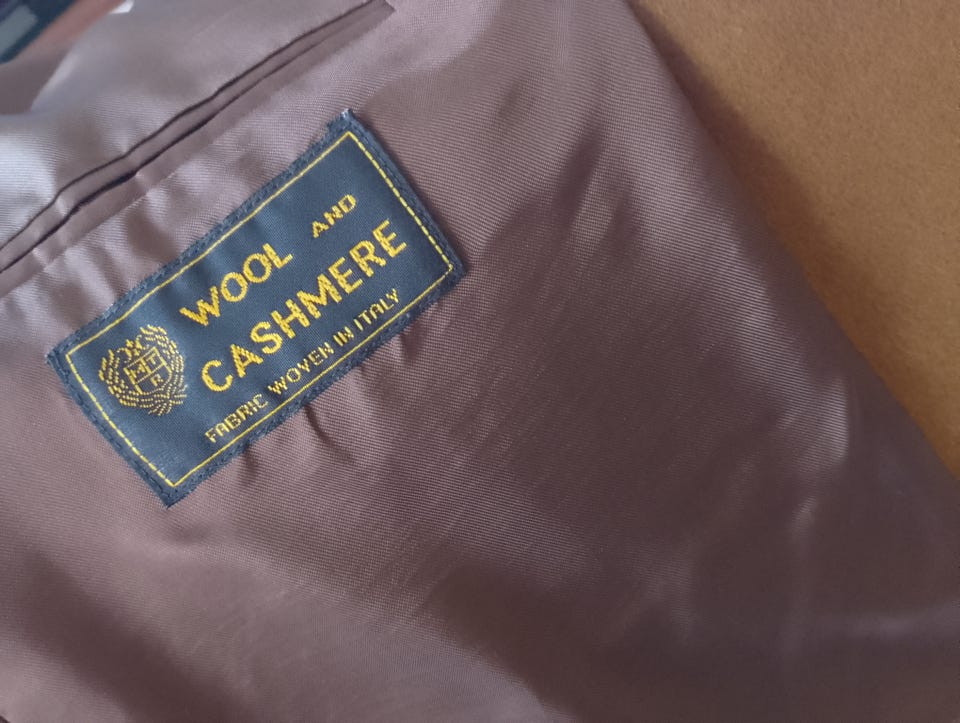 WOOL AND
CASHMERE
FABRIC WOVEN IN ITALY